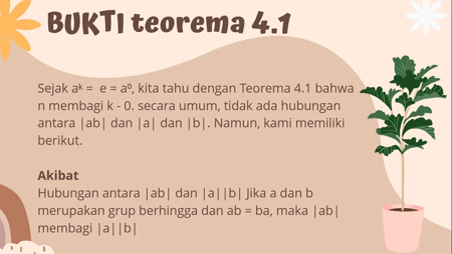 BUKTI teorema 4.1
Sejak aᵏ = e = a⁰, kita tahu dengan Teorema 4.1 bahwa
n membagi k - 0. secara umum, tidak ada hubungan
antara |ab| dan |a| dan |b|. Namun, kami memiliki
berikut.
Akibat
Hubungan antara |ab| dan |a||b| Jika a dan b
merupakan grup berhingga dan ab = ba, maka |ab|
membagi |a||b|